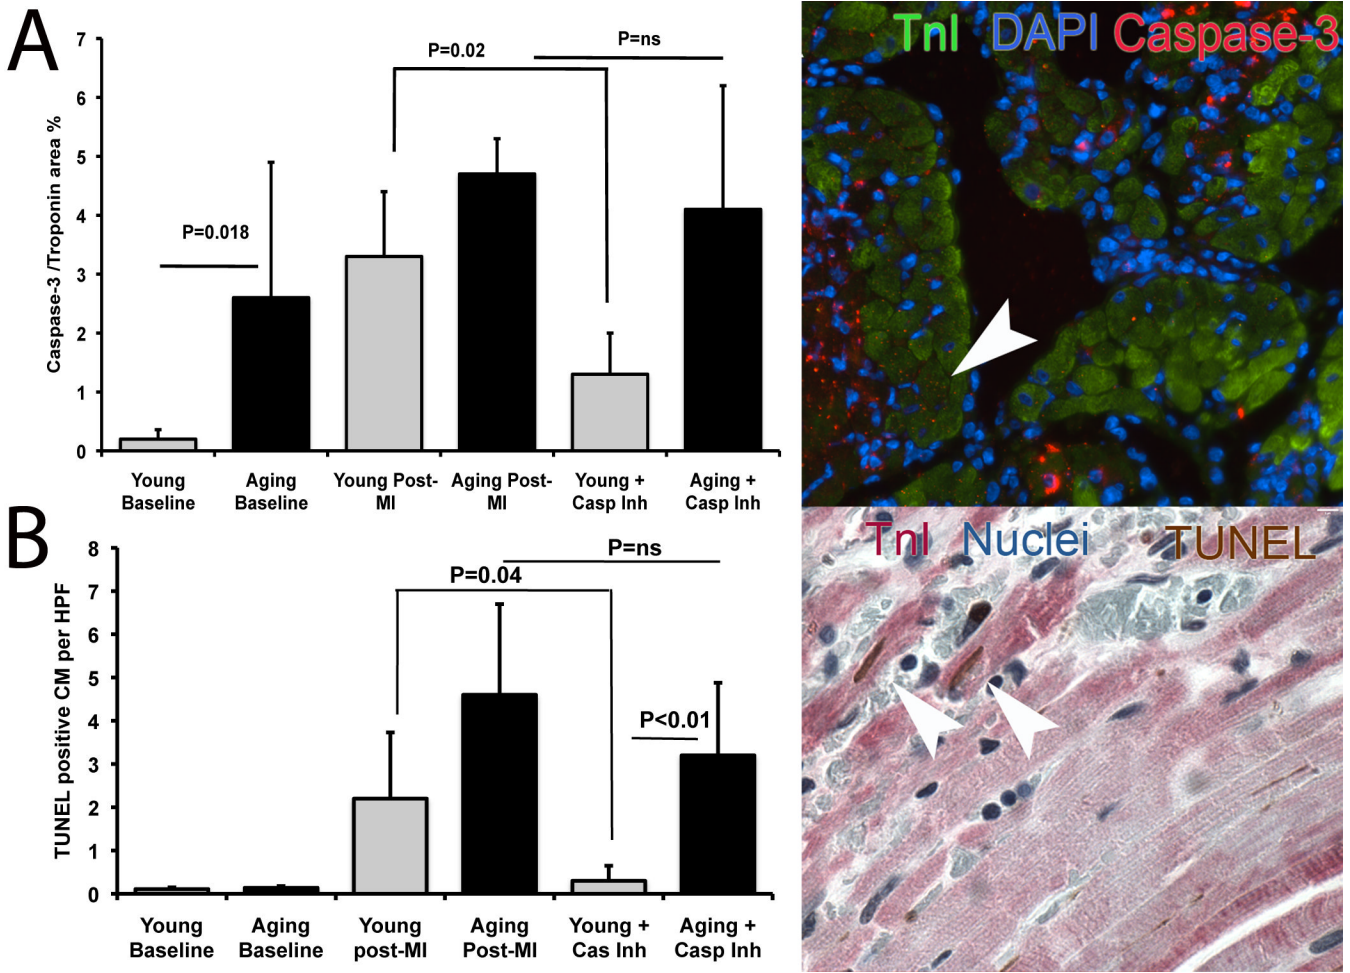 A
7
6
5
4
3
2
1
0
Caspase-3 /Troponin area %
P=0.018
P=0.02
P=ns
Young Baseline
Aging Baseline
Young Post-MI
Aging Post-MI
Young + Casp Inh
Aging + Casp Inh
TnI DAPI Caspase-3
B
8
7
6
5
4
3
2
1
0
TUNEL positive CM per HPF
P=0.04
P=ns
P<0.01
Young Baseline
Aging Baseline
Young post-MI
Aging Post-MI
Young + Cas Inh
Aging + Casp Inh
TnI Nuclei TUNEL